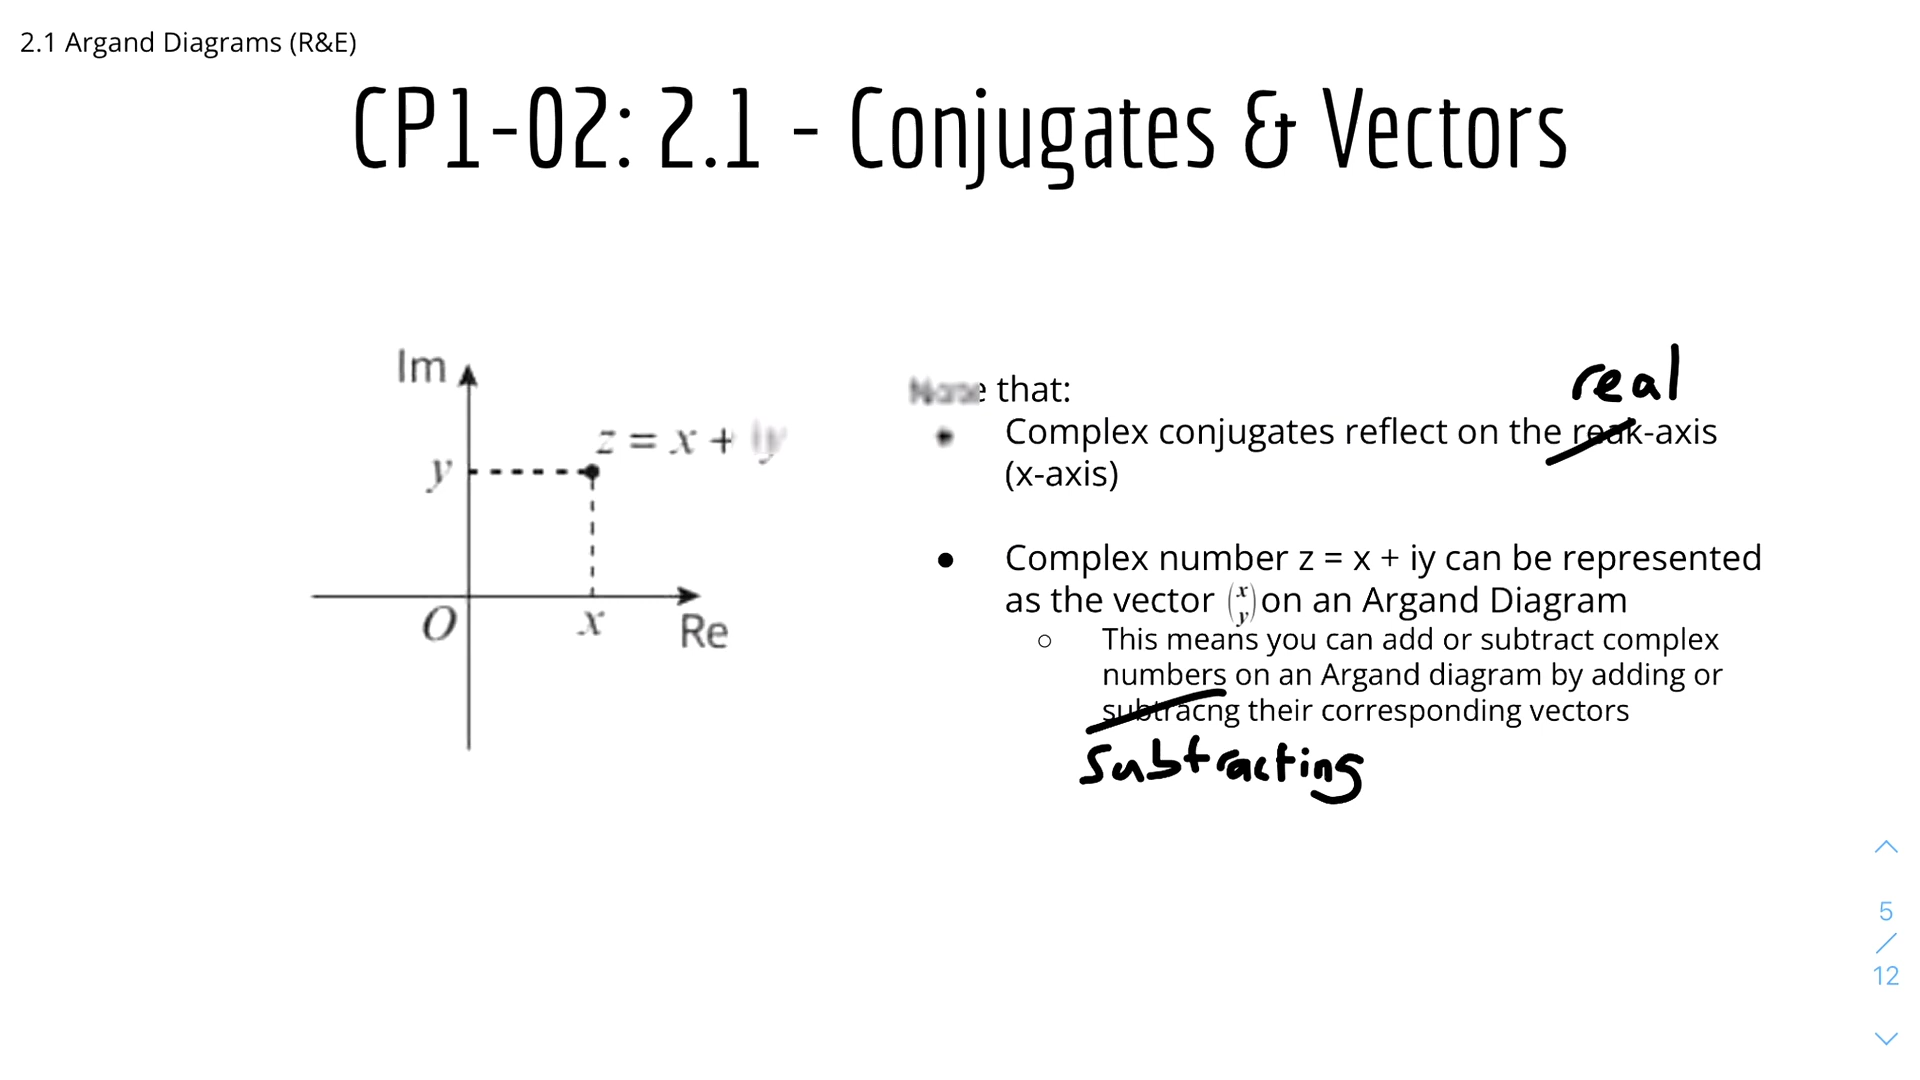 2.1 Argand Diagrams (R&E)
CP1-02: 2.1 - Conjugates & Vectors
Im
z = x + iy
y
O
x
Re
that:
real
● Complex conjugates reflect on the reak-axis
(x-axis)
● Complex number z = x + iy can be represented
as the vector (x y) on an Argand Diagram
○ This means you can add or subtract complex
numbers on an Argand diagram by adding or
subtracng their corresponding vectors
subtracting
5
/
12